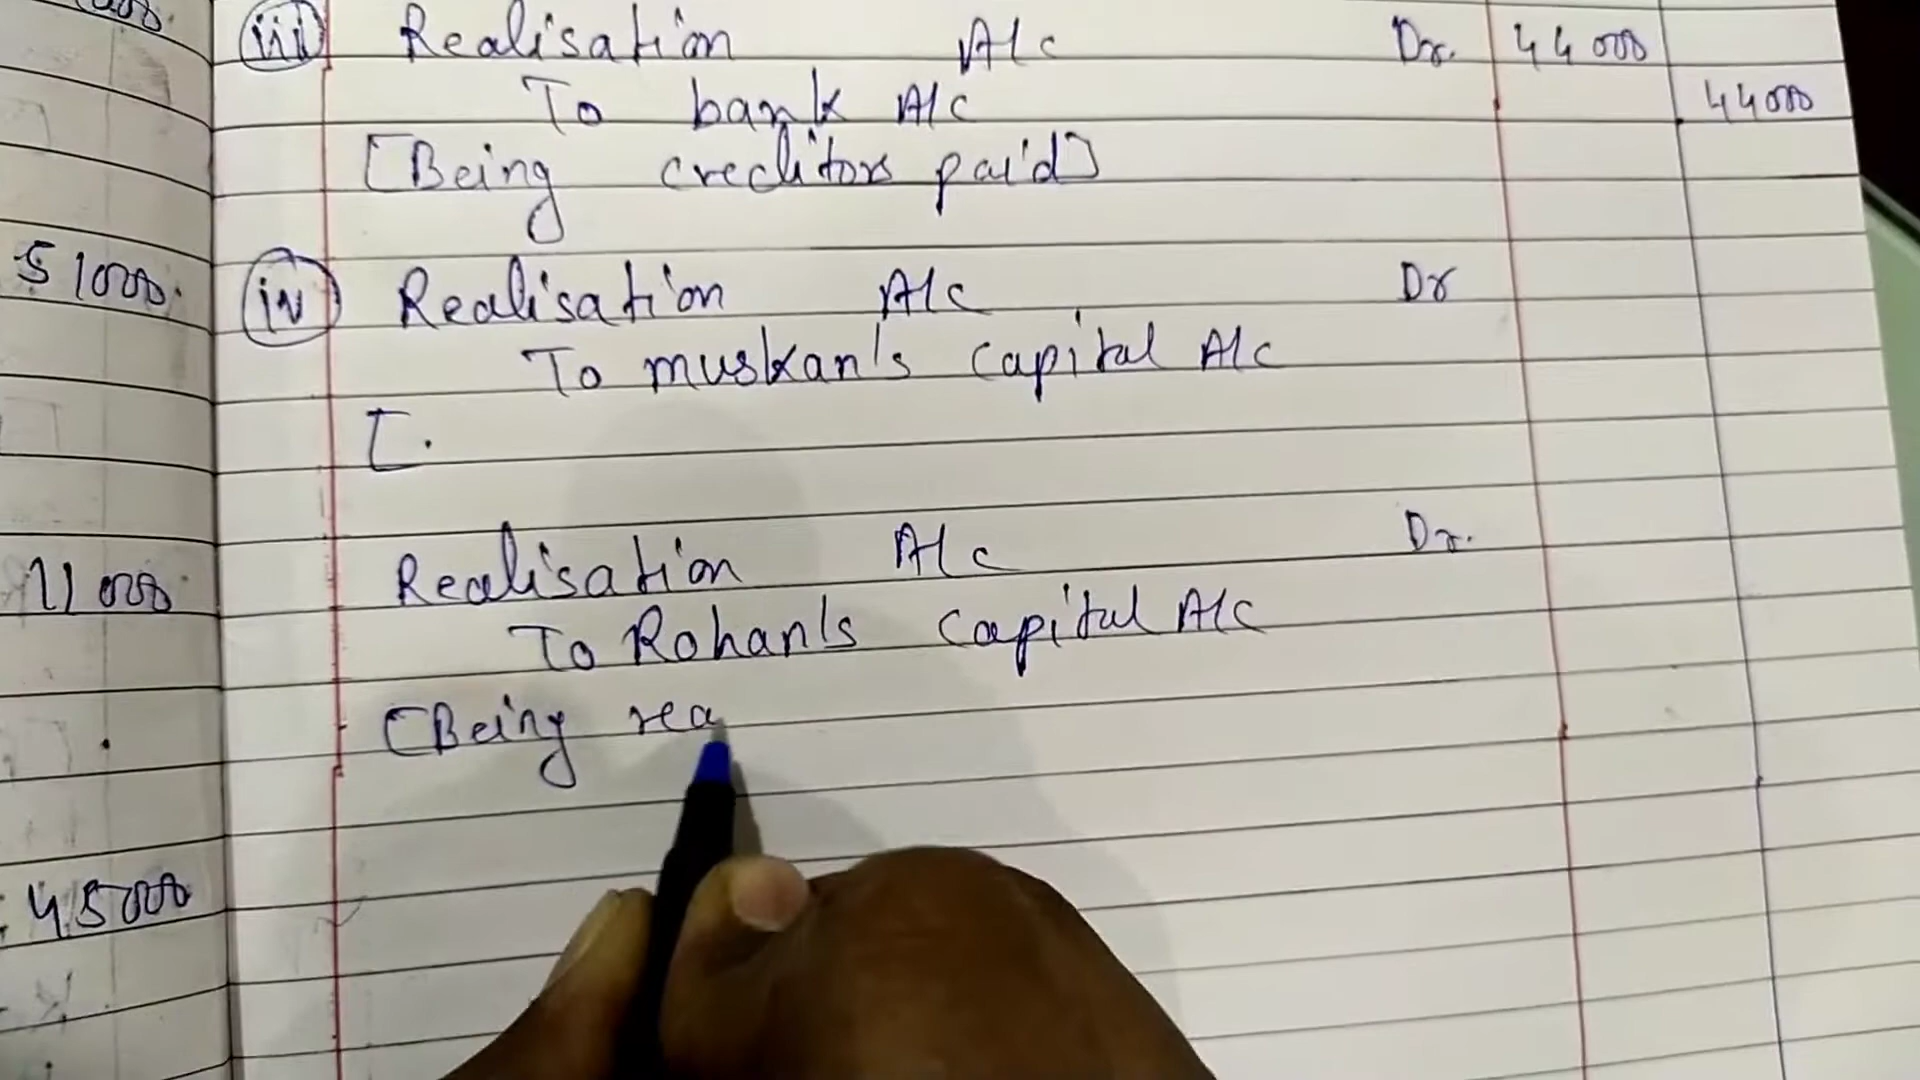 (iii) Realisation A/c Dr. 44000
To bank A/c 44000
[Being creditors paid]
51000.
(iv) Realisation A/c Dr
To muskan's Capital A/c
[.
Realisation A/c Dr.
11000
To Rohan's Capital A/c
[Being rea
45000